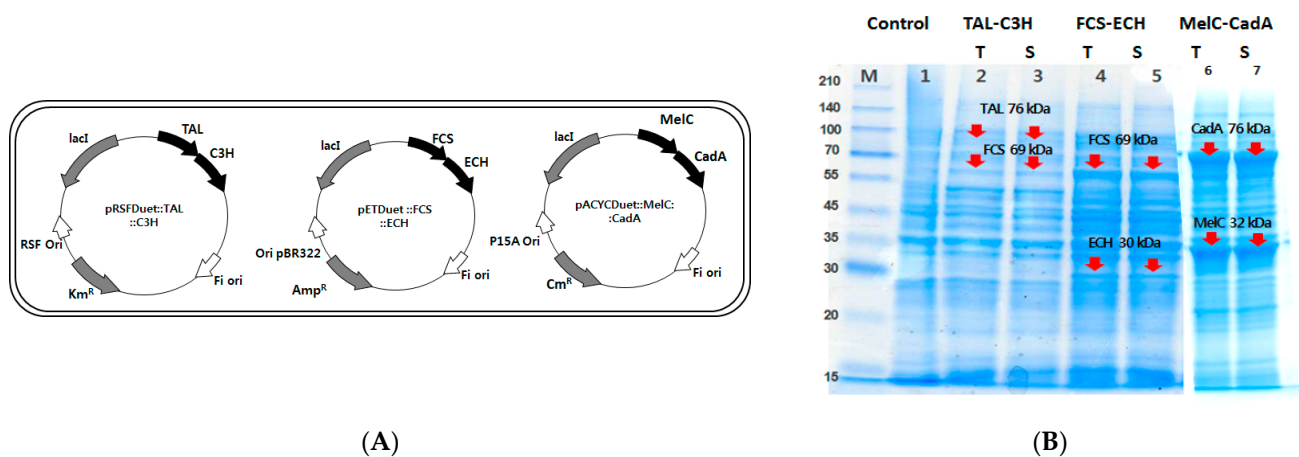 lacI
TAL
C3H
pRSFDuet::TAL
::C3H
RSF Ori
Km^R
Fi ori
lacI
FCS
ECH
pETDuet ::FCS
::ECH
Ori pBR322
Amp^R
Fi ori
lacI
MelC
CadA
pACYCDuet::MelC:
:CadA
P15A Ori
Cm^R
Fi ori
(A)
Control TAL-C3H FCS-ECH MelC-CadA
T S T S T S
M 1 2 3 4 5 6 7
210
140
100
70
55
45
35
30
20
15
TAL 76 kDa
FCS 69 kDa
FCS 69 kDa
ECH 30 kDa
CadA 76 kDa
MelC 32 kDa
(B)